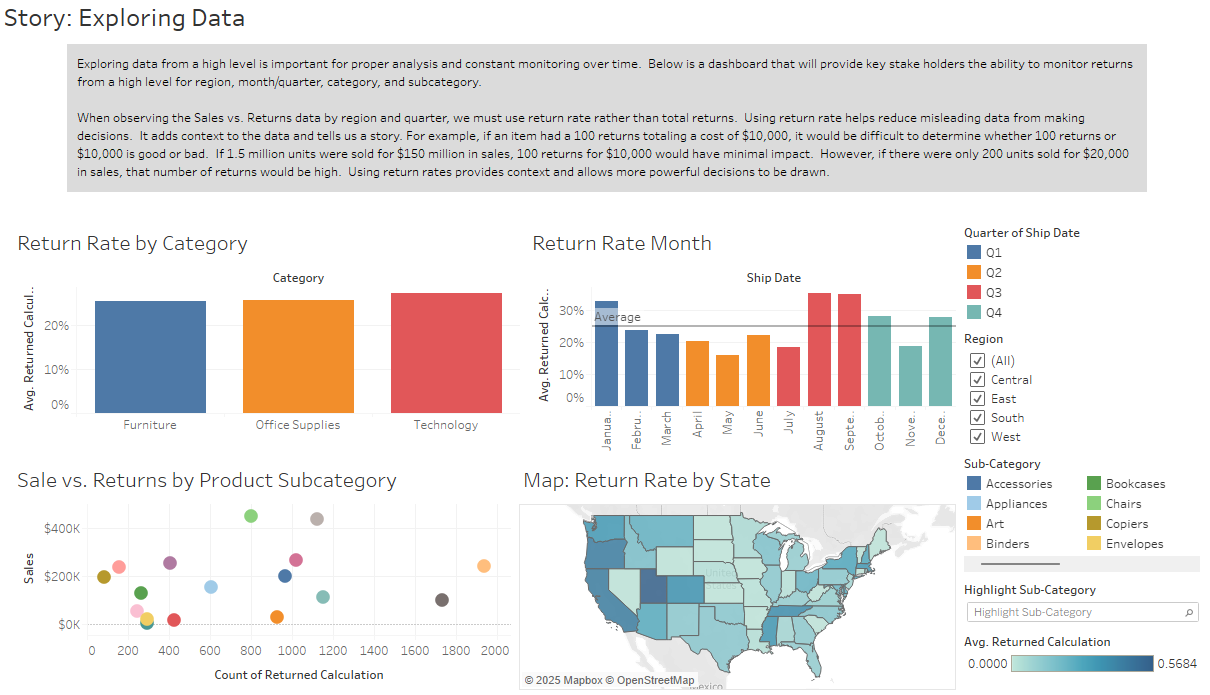 Story: Exploring Data
Exploring data from a high level is important for proper analysis and constant monitoring over time.  Below is a dashboard that will provide key stake holders the ability to monitor returns
from a high level for region, month/quarter, category, and subcategory.
When observing the Sales vs. Returns data by region and quarter, we must use return rate rather than total returns.  Using return rate helps reduce misleading data from making
decisions.  It adds context to the data and tells us a story. For example, if an item had a 100 returns totaling a cost of $10,000, it would be difficult to determine whether 100 returns or
$10,000 is good or bad.  If 1.5 million units were sold for $150 million in sales, 100 returns for $10,000 would have minimal impact.  However, if there were only 200 units sold for $20,000
in sales, that number of returns would be high.  Using return rates provides context and allows more powerful decisions to be drawn.
Return Rate by Category
Category
Avg. Returned Calcul..
20%
10%
0%
Furniture
Office Supplies
Technology
Return Rate Month
Ship Date
Avg. Returned Calc..
30%
20%
10%
0%
Average
Janua..
Febru..
March
April
May
June
July
August
Septe..
Octob..
Nove..
Dece..
Quarter of Ship Date
Q1
Q2
Q3
Q4
Region
(All)
Central
East
South
West
Sub-Category
Accessories
Bookcases
Appliances
Chairs
Art
Copiers
Binders
Envelopes
Highlight Sub-Category
Highlight Sub-Category
Avg. Returned Calculation
0.0000
0.5684
Sale vs. Returns by Product Subcategory
Sales
$400K
$200K
$0K
0 200 400 600 800 1000 1200 1400 1600 1800 2000
Count of Returned Calculation
Map: Return Rate by State
United
© 2025 Mapbox © OpenStreetMap
Mexico